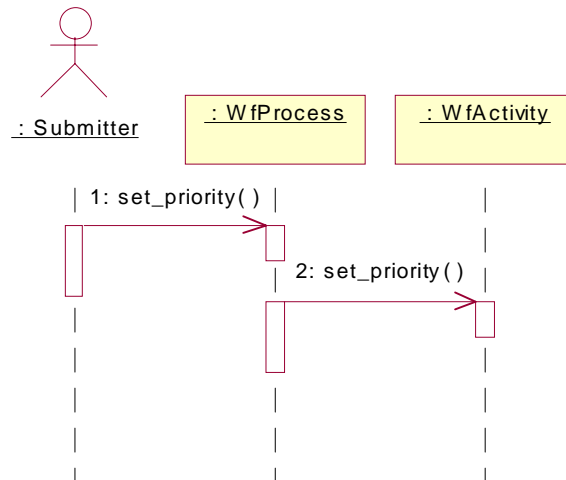 : Submitter
: WfProcess
: WfActivity
1: set_priority( )
2: set_priority( )